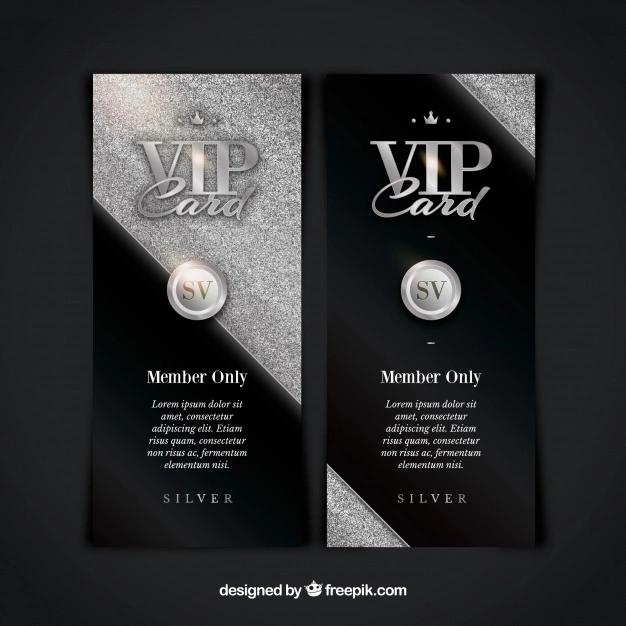 VIP
Card
SV
Member Only
Lorem ipsum dolor sit
amet, consectetur
adipiscing elit. Etiam
risus quam, consectetur
non mauris ac, fermentum
elementum nisi.
SILVER
VIP
Card
SV
Member Only
Lorem ipsum dolor sit
amet, consectetur
adipiscing elit. Etiam
risus quam, consectetur
non mauris ac, fermentum
elementum nisi.
SILVER
designed by freepik.com